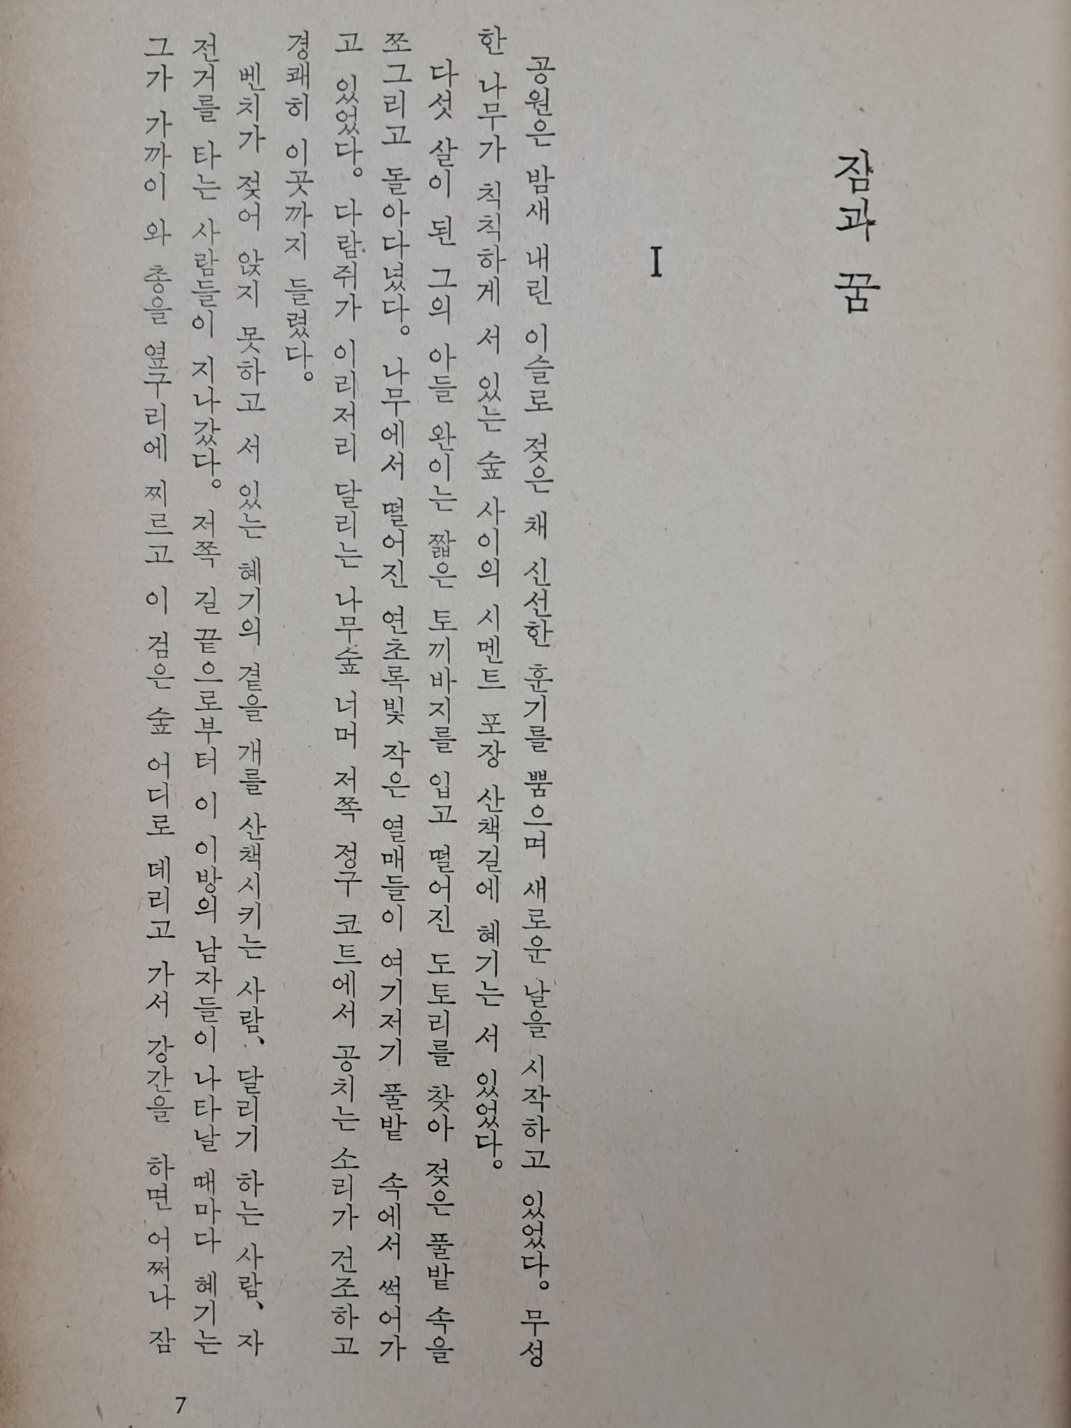 잠과 꿈
I
공원은 밤새 내린 이슬로 젖은 채 신선한 훈기를 뿜으며 새로운 날을 시작하고 있었다. 무성
한 나무가 칙칙하게 서 있는 숲 사이의 시멘트 포장 산책길에 혜기는 서 있었다.
다섯 살이 된 그의 아들 완이는 짧은 토끼바지를 입고 떨어진 도토리를 찾아 젖은 풀밭 속을
쪼그리고 돌아다녔다. 나무에서 떨어진 연초록빛 작은 열매들이 여기저기 풀밭 속에서 썩어가
고 있었다. 다람쥐가 이리저리 달리는 나무숲 너머 저쪽 정구 코트에서 공치는 소리가 건조하고
경쾌히 이곳까지 들렸다.
벤치가 젖어 앉지 못하고 서 있는 혜기의 곁을 개를 산책시키는 사람, 달리기 하는 사람, 자
전거를 타는 사람들이 지나갔다. 저쪽 길 끝으로부터 이 이방의 남자들이 나타날 때마다 혜기는
그가 가까이 와 총을 옆구리에 찌르고 이 검은 숲 어디로 데리고 가서 강간을 하면 어쩌나 잠
7